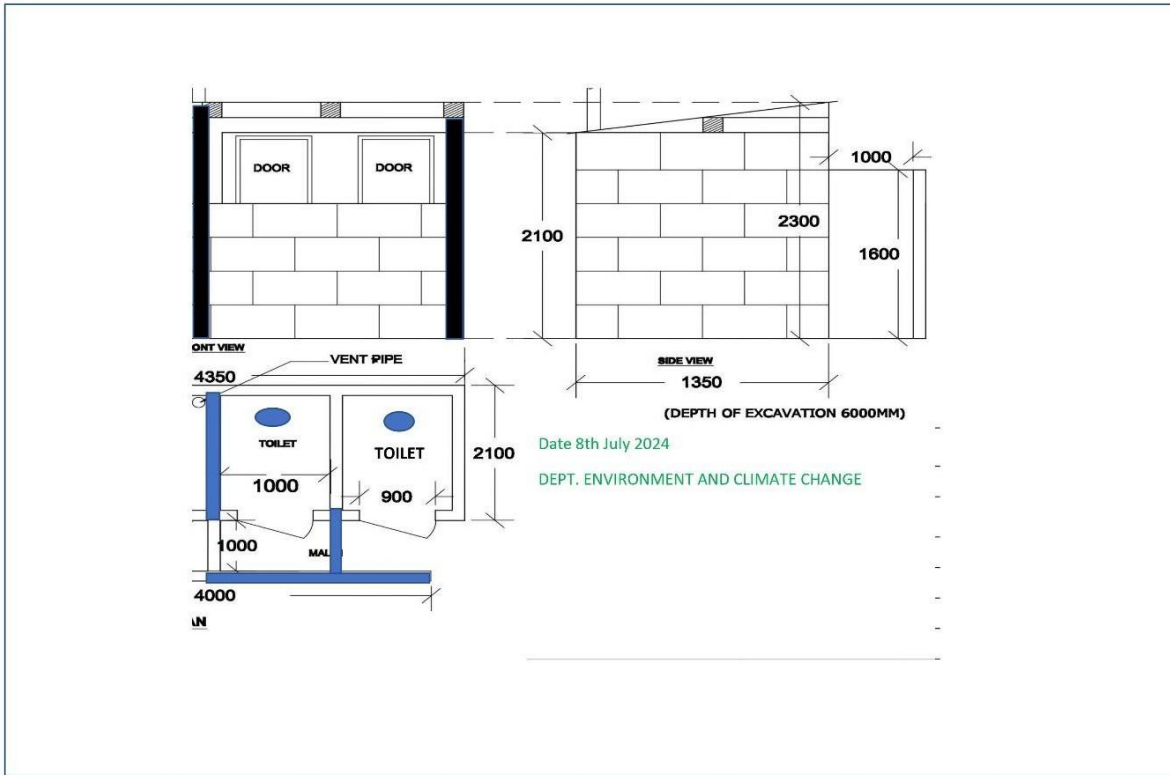 DOOR
DOOR
1000
2100
2300
1600
ONT VIEW
VENT PIPE
SIDE VIEW
4350
1350
(DEPTH OF EXCAVATION 6000MM)
TOILET
TOILET
2100
1000
900
Date 8th July 2024
DEPT. ENVIRONMENT AND CLIMATE CHANGE
1000
4000
AN